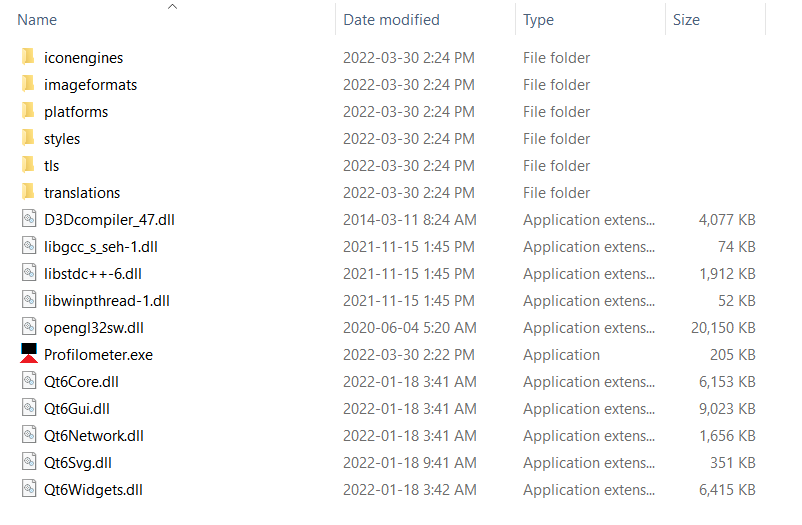 Name Date modified Type Size
iconengines 2022-03-30 2:24 PM File folder
imageformats 2022-03-30 2:24 PM File folder
platforms 2022-03-30 2:24 PM File folder
styles 2022-03-30 2:24 PM File folder
tls 2022-03-30 2:24 PM File folder
translations 2022-03-30 2:24 PM File folder
D3Dcompiler_47.dll 2014-03-11 8:24 AM Application extens... 4,077 KB
libgcc_s_seh-1.dll 2021-11-15 1:45 PM Application extens... 74 KB
libstdc++-6.dll 2021-11-15 1:45 PM Application extens... 1,912 KB
libwinpthread-1.dll 2021-11-15 1:45 PM Application extens... 52 KB
opengl32sw.dll 2020-06-04 5:20 AM Application extens... 20,150 KB
Profilometer.exe 2022-03-30 2:22 PM Application 205 KB
Qt6Core.dll 2022-01-18 3:41 AM Application extens... 6,153 KB
Qt6Gui.dll 2022-01-18 3:41 AM Application extens... 9,023 KB
Qt6Network.dll 2022-01-18 3:41 AM Application extens... 1,656 KB
Qt6Svg.dll 2022-01-18 9:41 AM Application extens... 351 KB
Qt6Widgets.dll 2022-01-18 3:42 AM Application extens... 6,415 KB